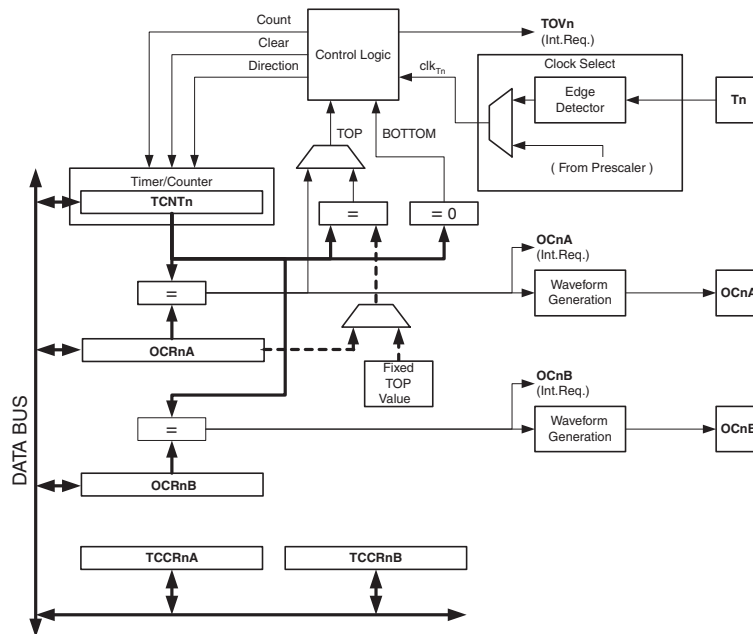 Count
Clear
Direction
Control Logic
TOVn
(Int.Req.)
clkTn
Clock Select
Edge
Detector
Tn
( From Prescaler )
TOP
BOTTOM
Timer/Counter
TCNTn
=
= 0
OCnA
(Int.Req.)
=
Waveform
Generation
OCnA
OCRnA
Fixed
TOP
Value
OCnB
(Int.Req.)
=
Waveform
Generation
OCnB
OCRnB
DATA BUS
TCCRnA
TCCRnB